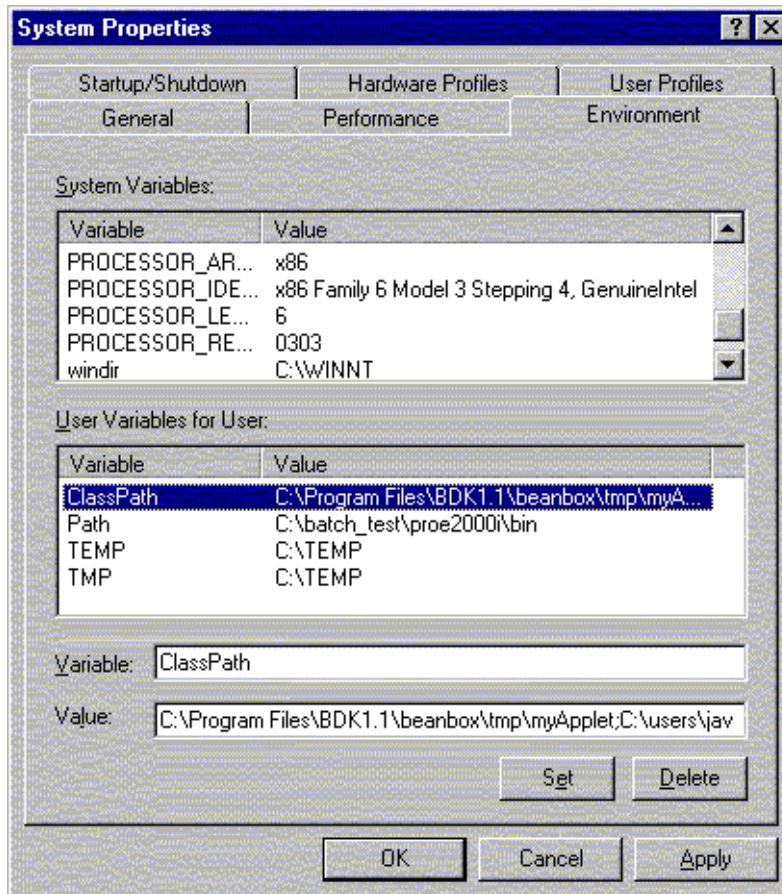 System Properties
Startup/Shutdown Hardware Profiles User Profiles
General Performance Environment
System Variables:
Variable Value
PROCESSOR_AR... x86
PROCESSOR_IDE... x86 Family 6 Model 3 Stepping 4, GenuineIntel
PROCESSOR_LE... 6
PROCESSOR_RE... 0303
windir C:\WINNT
User Variables for User:
Variable Value
ClassPath C:\Program Files\BDK1.1\beanbox\tmp\myA...
Path C:\batch_test\proe2000i\bin
TEMP C:\TEMP
TMP C:\TEMP
Variable: ClassPath
Value: C:\Program Files\BDK1.1\beanbox\tmp\myApplet;C:\users\jav
Set Delete
OK Cancel Apply